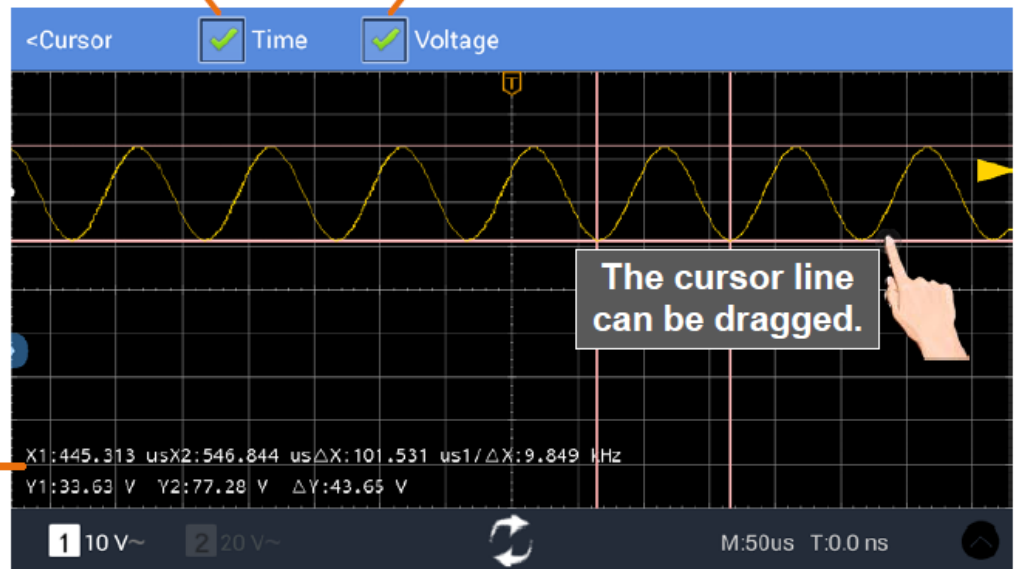 <Cursor Time Voltage
T
The cursor line
can be dragged.
X1:445.313 usX2:546.844 us△X:101.531 us1/△X:9.849 kHz
Y1:33.63 V Y2:77.28 V △Y:43.65 V
1 10 V~ 2 20 V~ M:50us T:0.0 ns